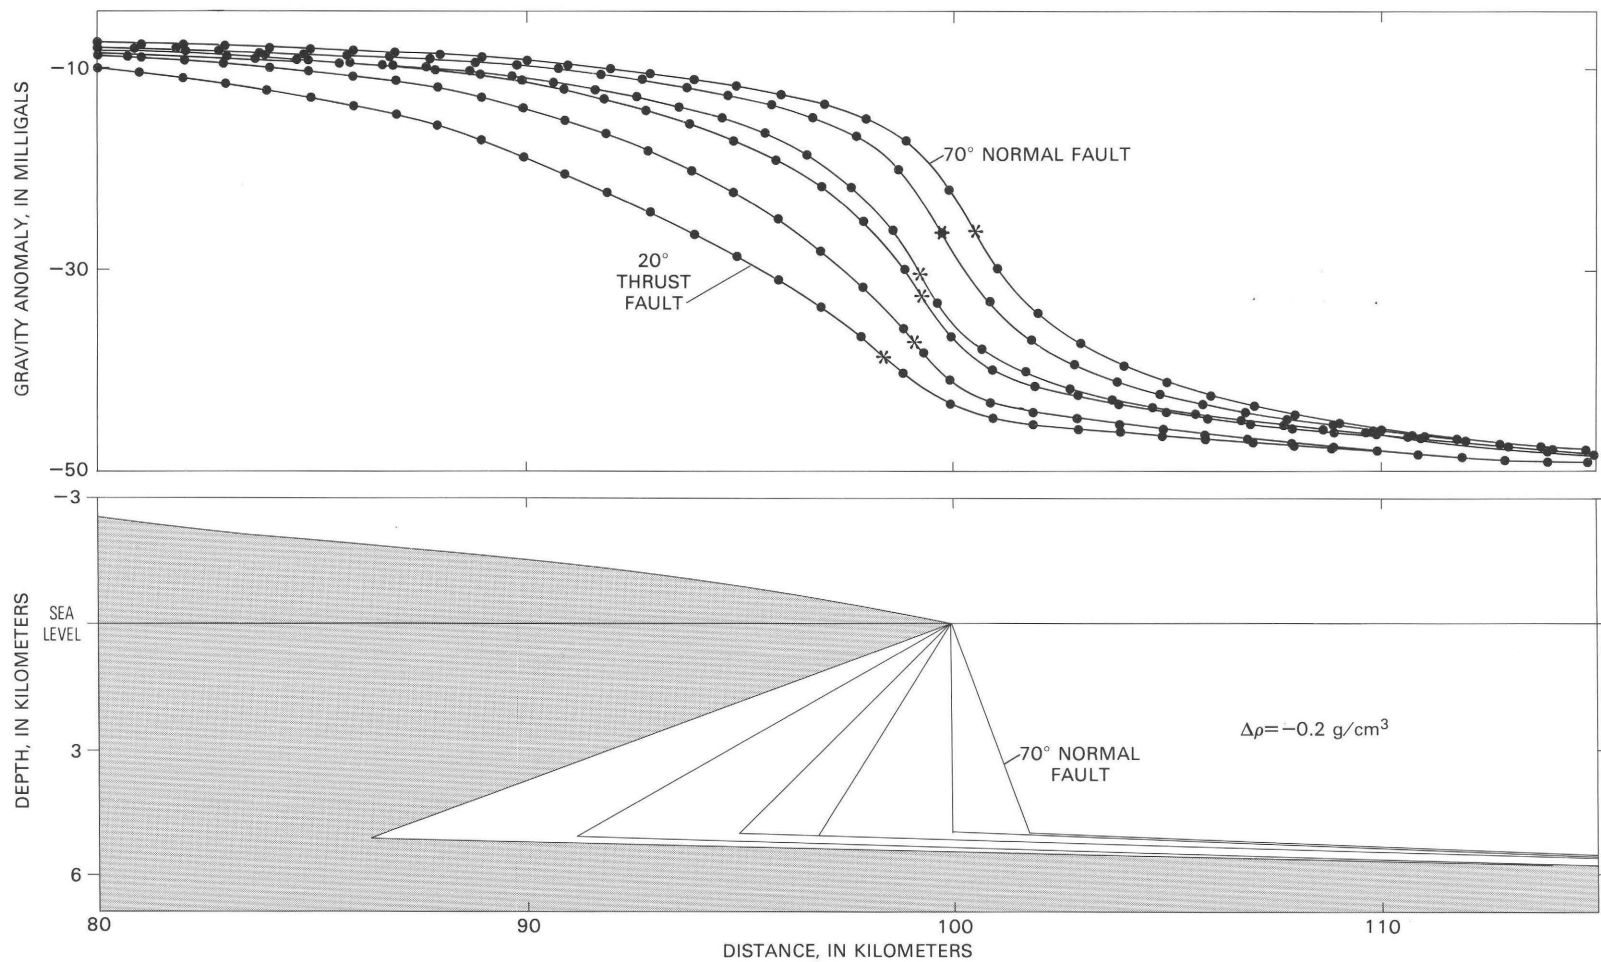 GRAVITY ANOMALY, IN MILLIGALS
−10
−30
−50
70° NORMAL FAULT
20°
THRUST
FAULT
DEPTH, IN KILOMETERS
−3
SEA
LEVEL
3
6
70° NORMAL
FAULT
Δρ=−0.2 g/cm³
80
90
100
110
DISTANCE, IN KILOMETERS